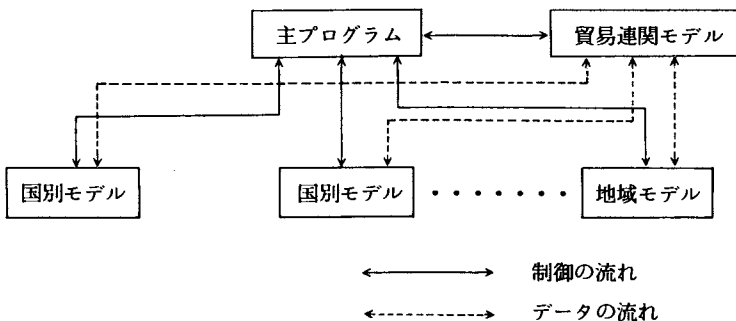 主プログラム
貿易連関モデル
国別モデル
国別モデル
・・・・・・・
地域モデル
制御の流れ
データの流れ